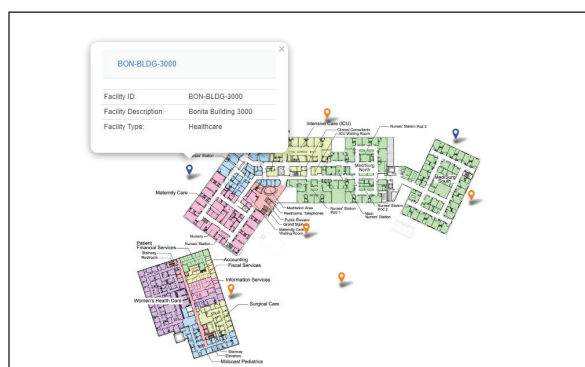 ×
BON-BLDG-3000
Facility ID: BON-BLDG-3000
Facility Description: Bonita Building 3000
Facility Type: Healthcare
Intensive Care (ICU)
Clinical Consultants
ICU Waiting Room
Nurses' Station
Pod 3
Station
Med/Surg
North
Med/Surg
South
Maternity Care
Meditation Area
Restrooms, Telephones
Nurses' Station
Pod 1
Nurses' Station
Pod 2
Main
Nurses' Station
Public Elevator
Grand Stairway
Maternity Care
Waiting Room
Nursery
Nurses' Station
Patient
Financial Services
Stairway
Restroom
Accounting
Fiscal Services
Information Services
Women's Health Care
Surgical Care
Stairway
Elevators
Midcoast Pediatrics